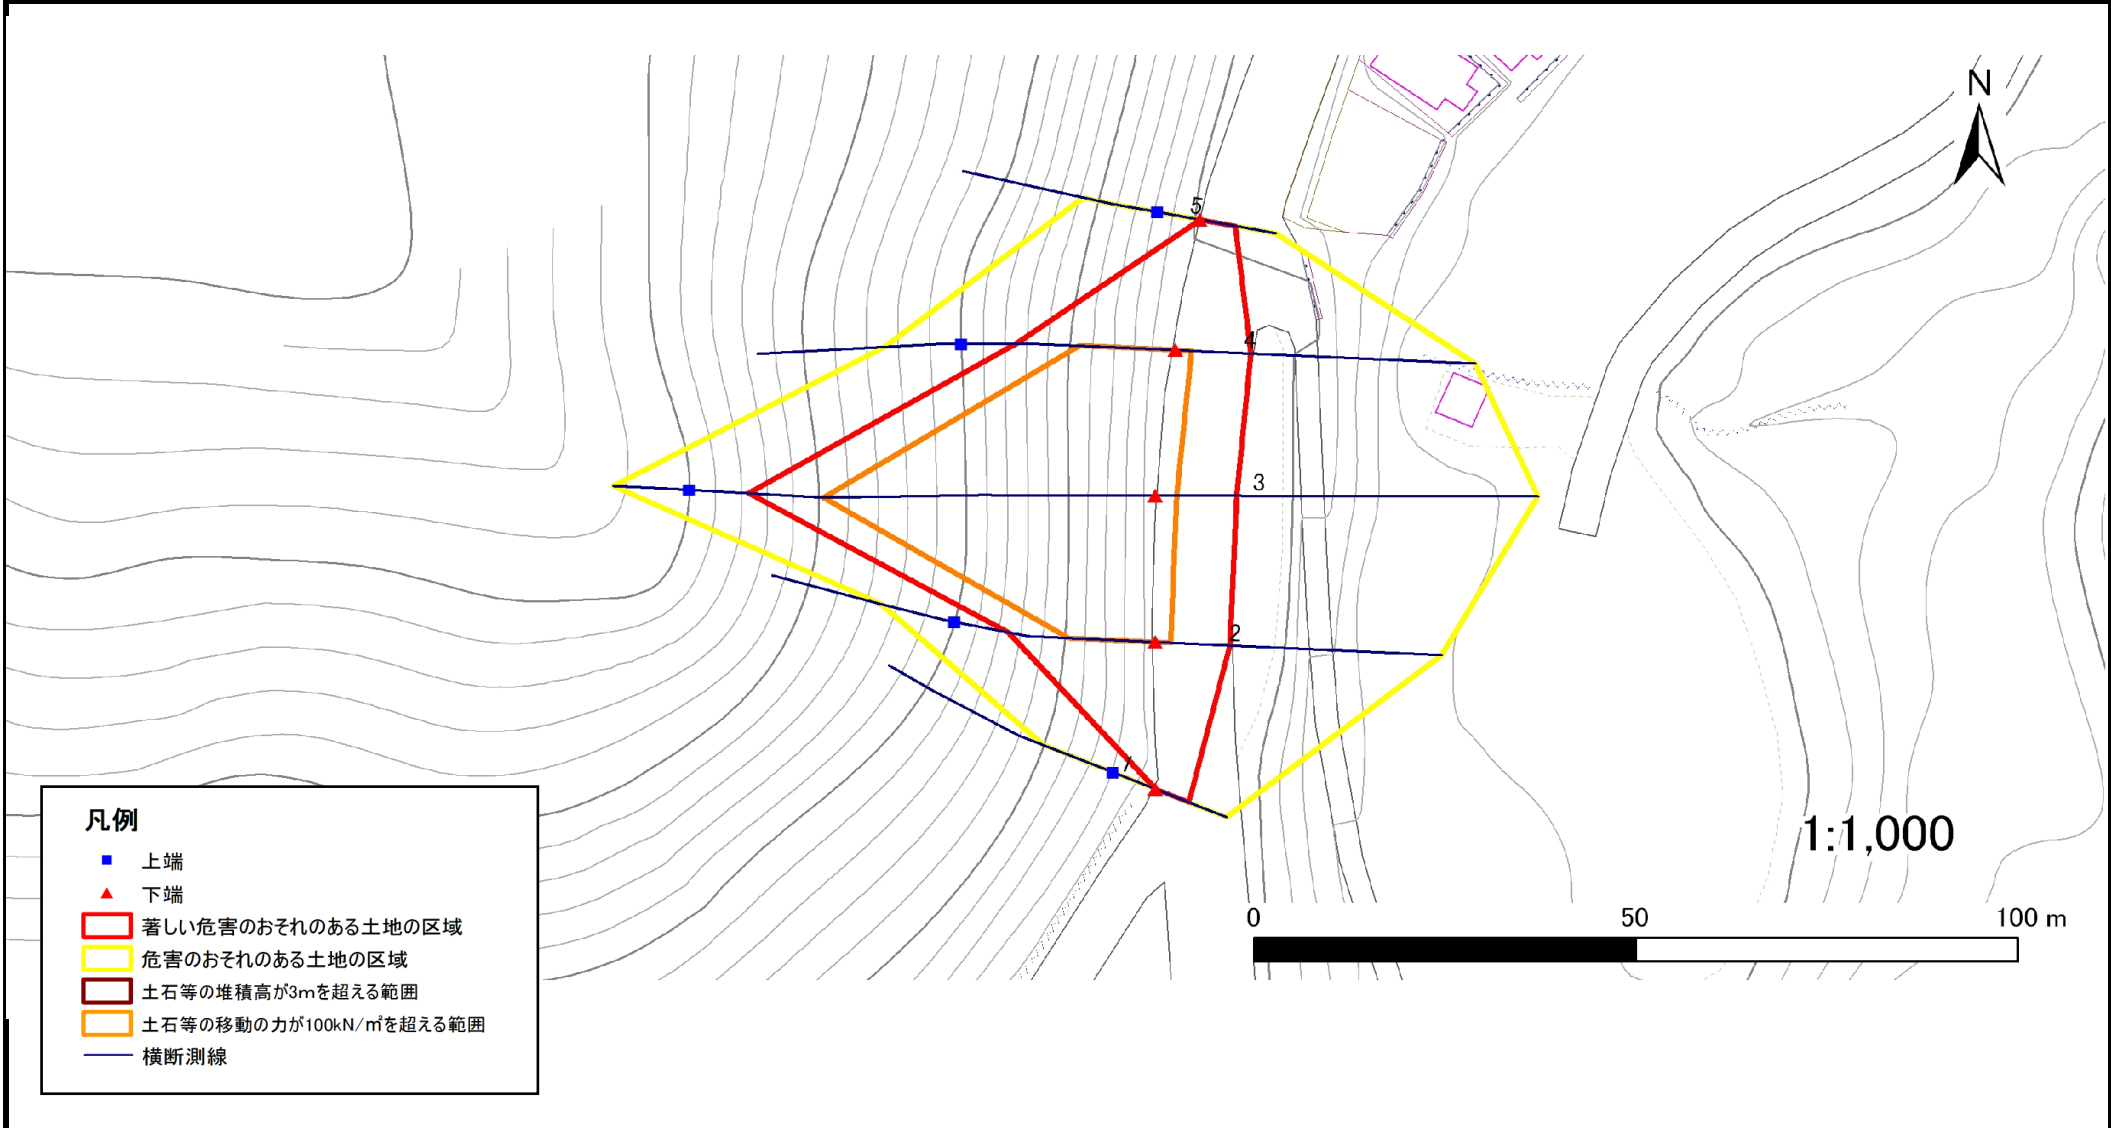 N
5
4
3
2
1
1:1,000
0 50 100 m
凡例
上端
下端
著しい危害のおそれのある土地の区域
危害のおそれのある土地の区域
土石等の堆積高が3mを超える範囲
土石等の移動の力が100kN/㎡を超える範囲
横断測線